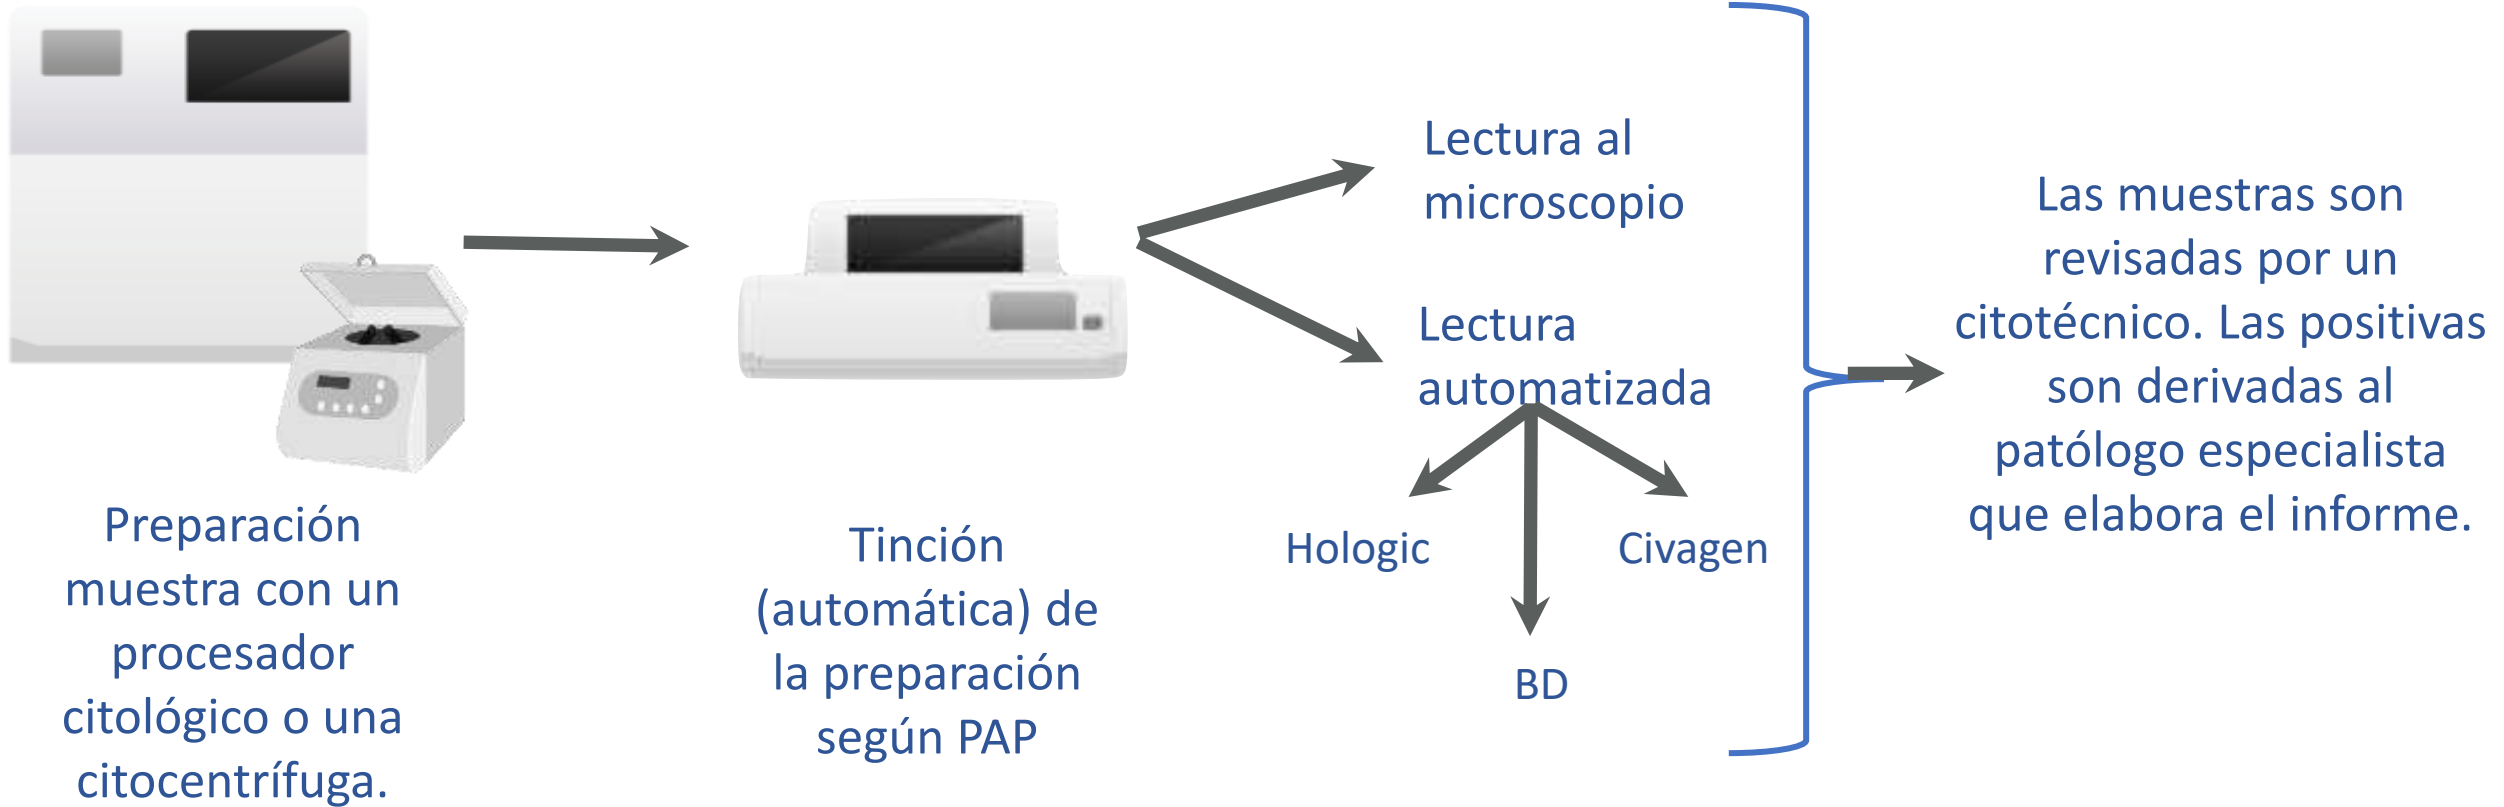 Preparación
muestra con un
procesador
citológico o una
citocentrífuga.
Tinción
(automática) de
la preparación
según PAP
Lectura al
microscopio
Lectura
automatizada
Hologic
BD
Civagen
Las muestras son
revisadas por un
citotécnico. Las positivas
son derivadas al
patólogo especialista
que elabora el informe.